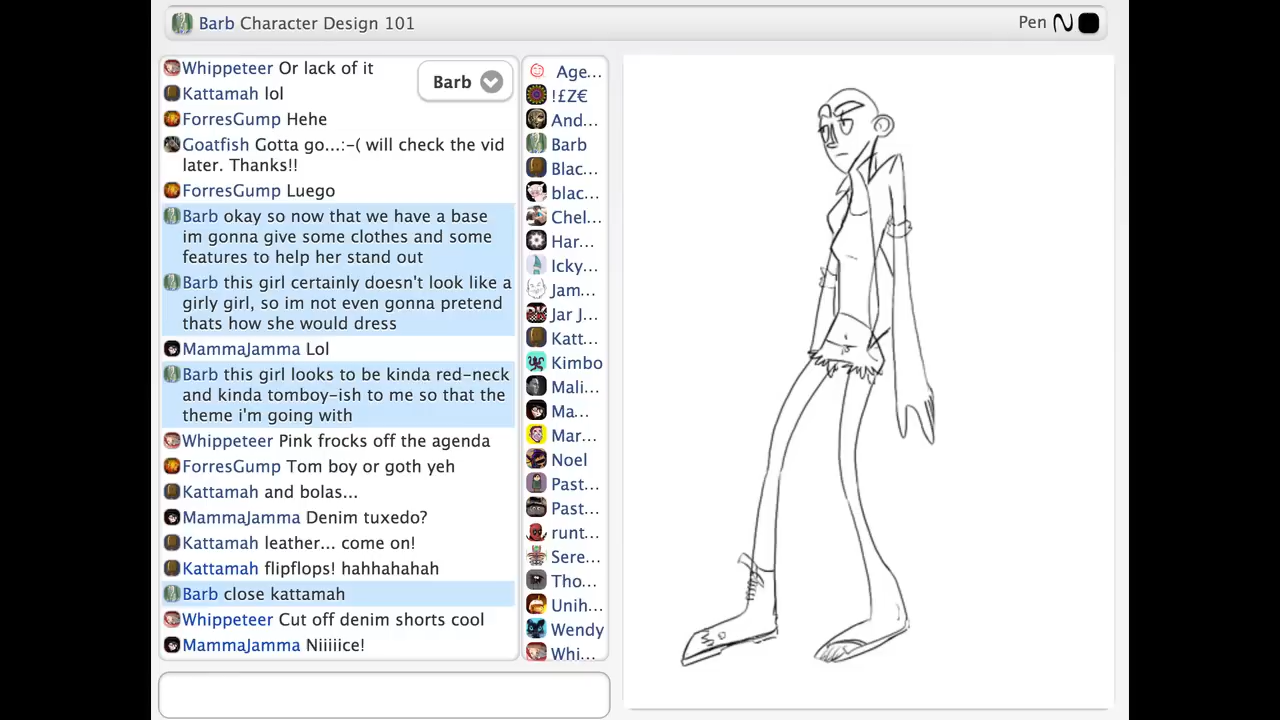 Barb Character Design 101
Pen
Whippeteer Or lack of it
Kattamah lol
ForresGump Hehe
Goatfish Gotta go...:-( will check the vid
later. Thanks!!
ForresGump Luego
Barb okay so now that we have a base
im gonna give some clothes and some
features to help her stand out
Barb this girl certainly doesn't look like a
girly girl, so im not even gonna pretend
thats how she would dress
MammaJamma Lol
Barb this girl looks to be kinda red-neck
and kinda tomboy-ish to me so that the
theme i'm going with
Whippeteer Pink frocks off the agenda
ForresGump Tom boy or goth yeh
Kattamah and bolas...
MammaJamma Denim tuxedo?
Kattamah leather... come on!
Kattamah flipflops! hahhahahah
Barb close kattamah
Whippeteer Cut off denim shorts cool
MammaJamma Niiiiice!
Barb
Age...
!£Z€
And...
Barb
Blac...
blac...
Chel...
Har...
Icky...
Jam...
Jar J...
Katt...
Kimbo
Mali...
Ma...
Mar...
Noel
Past...
Past...
runt...
Sere...
Tho...
Unih...
Wendy
Whi...